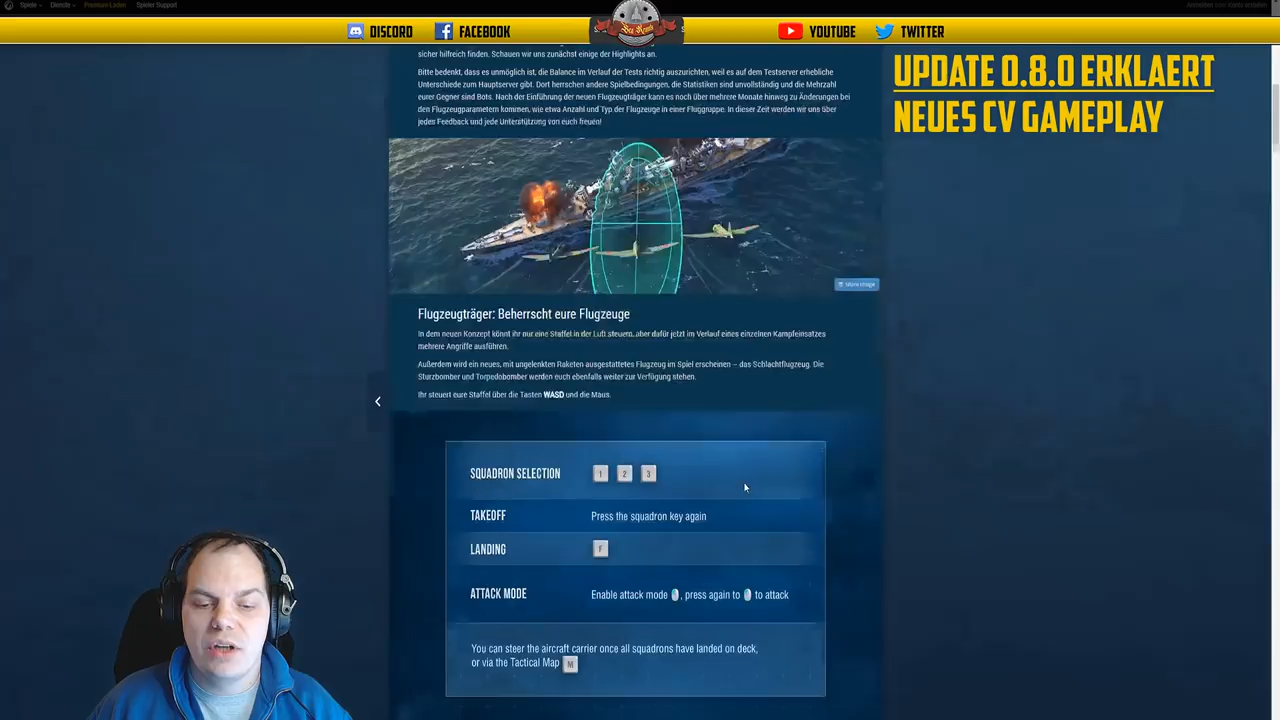 Spiele
Dienste
Premium-Laden
Spieler Support
Anmelden oder Konto erstellen
DISCORD
FACEBOOK
YOUTUBE
TWITTER
UPDATE 0.8.0 ERKLAERT
NEUES CV GAMEPLAY
sicher hilfreich finden. Schauen wir uns zunächst einige der Highlights an.
Bitte bedenkt, dass es unmöglich ist, die Balance im Verlauf der Tests richtig auszurichten, weil es auf dem Testserver erhebliche
Unterschiede zum Hauptserver gibt. Dort herrschen andere Spielbedingungen, die Statistiken sind unvollständig und die Mehrzahl
eurer Gegner sind Bots. Nach der Einführung der neuen Flugzeugträger kann es noch über mehrere Monate hinweg zu Änderungen bei
den Flugzeugparametern kommen, wie etwa Anzahl und Typ der Flugzeuge in einer Fluggruppe. In dieser Zeit werden wir uns über
jedes Feedback und jede Unterstützung von euch freuen!
Flugzeugträger: Beherrscht eure Flugzeuge
In dem neuen Konzept könnt ihr nur eine Staffel in der Luft steuern, aber dafür jetzt im Verlauf eines einzelnen Kampfeinsatzes
mehrere Angriffe ausführen.
Außerdem wird ein neues, mit ungelenkten Raketen ausgestattetes Flugzeug im Spiel erscheinen – das Schlachtflugzeug. Die
Sturzbomber und Torpedobomber werden euch ebenfalls weiter zur Verfügung stehen.
Ihr steuert eure Staffel über die Tasten WASD und die Maus.
SQUADRON SELECTION 1 2 3
TAKEOFF Press the squadron key again
LANDING F
ATTACK MODE Enable attack mode , press again to to attack
You can steer the aircraft carrier once all squadrons have landed on deck,
or via the Tactical Map M